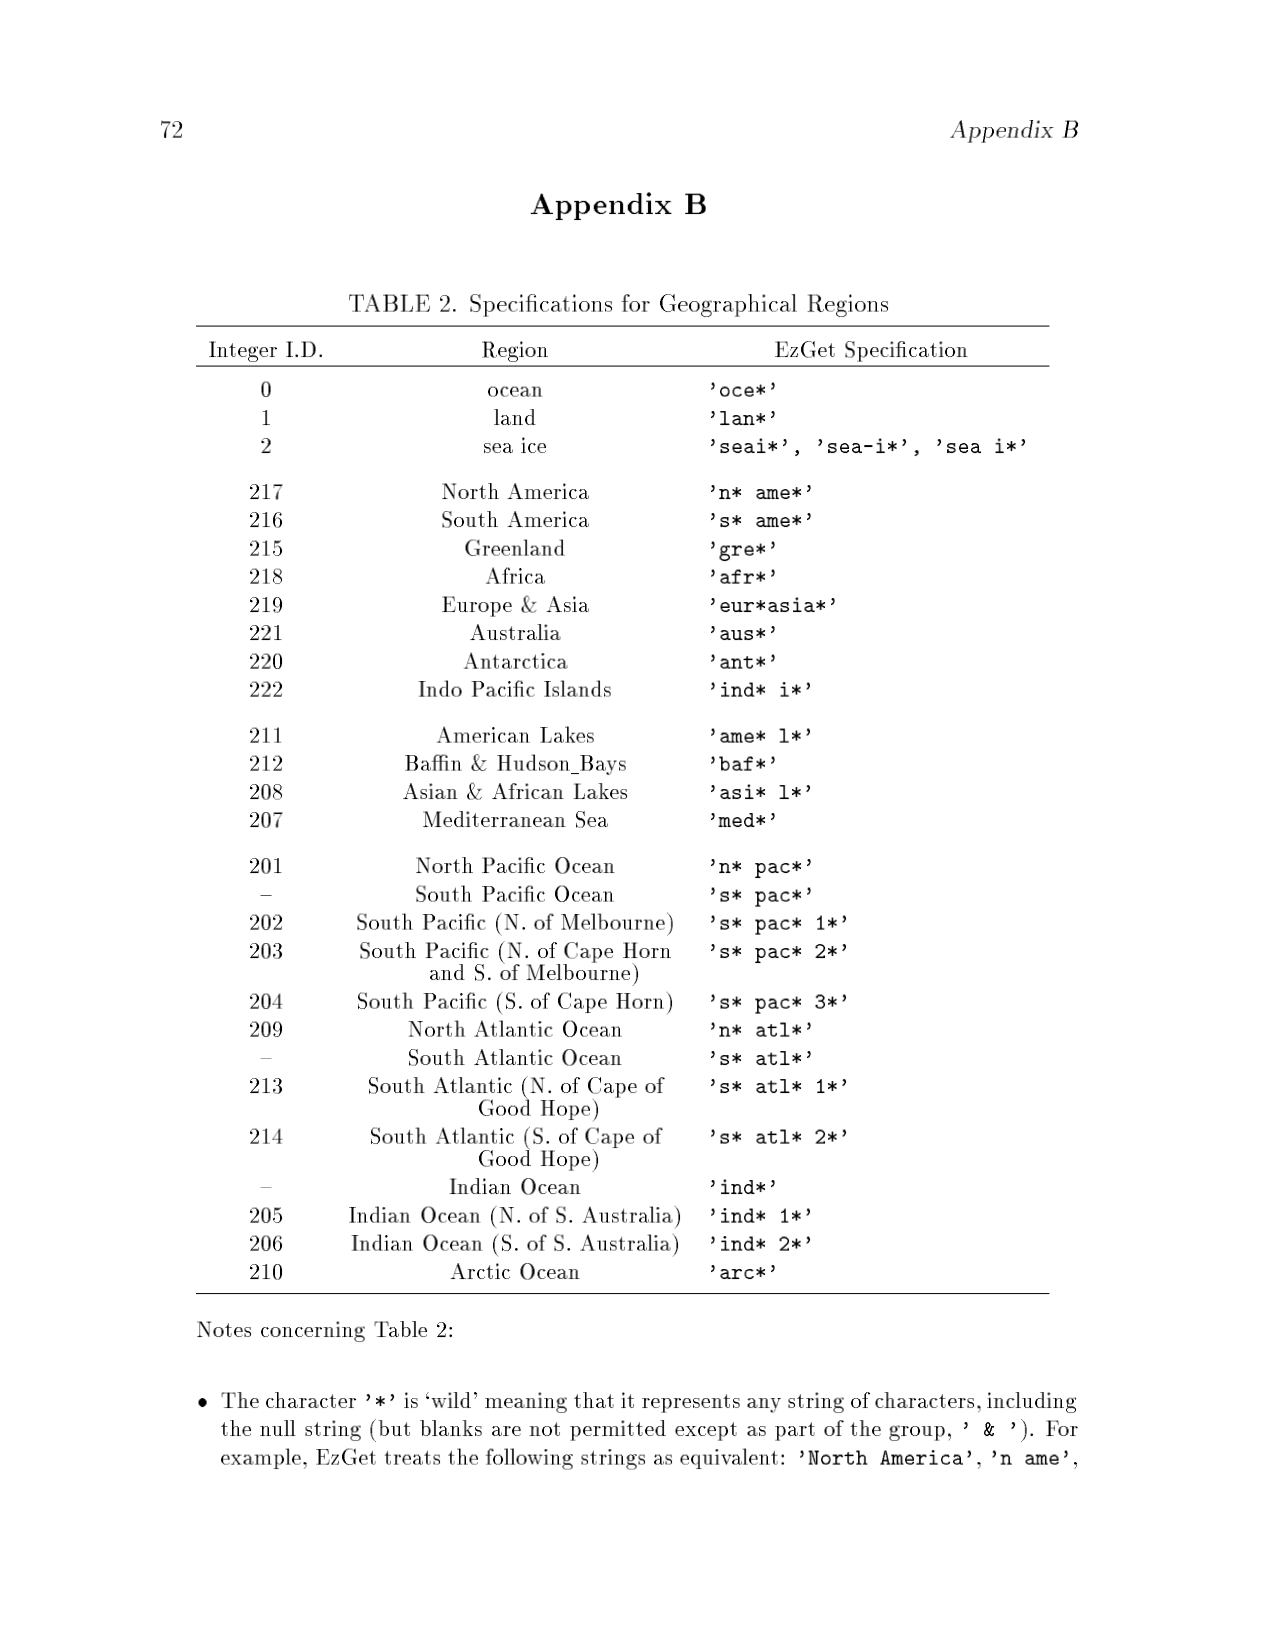 72 Appendix B
Appendix B
TABLE 2. Specifications for Geographical Regions
Integer I.D. Region EzGet Specification
0 ocean 'oce*'
1 land 'lan*'
2 sea ice 'seai*', 'sea-i*', 'sea i*'
217 North America 'n* ame*'
216 South America 's* ame*'
215 Greenland 'gre*'
218 Africa 'afr*'
219 Europe & Asia 'eur*asia*'
221 Australia 'aus*'
220 Antarctica 'ant*'
222 Indo Pacific Islands 'ind* i*'
211 American Lakes 'ame* l*'
212 Baffin & Hudson_Bays 'baf*'
208 Asian & African Lakes 'asi* l*'
207 Mediterranean Sea 'med*'
201 North Pacific Ocean 'n* pac*'
– South Pacific Ocean 's* pac*'
202 South Pacific (N. of Melbourne) 's* pac* 1*'
203 South Pacific (N. of Cape Horn 's* pac* 2*'
and S. of Melbourne)
204 South Pacific (S. of Cape Horn) 's* pac* 3*'
209 North Atlantic Ocean 'n* atl*'
– South Atlantic Ocean 's* atl*'
213 South Atlantic (N. of Cape of 's* atl* 1*'
Good Hope)
214 South Atlantic (S. of Cape of 's* atl* 2*'
Good Hope)
– Indian Ocean 'ind*'
205 Indian Ocean (N. of S. Australia) 'ind* 1*'
206 Indian Ocean (S. of S. Australia) 'ind* 2*'
210 Arctic Ocean 'arc*'
Notes concerning Table 2:
• The character '*' is ‘wild’ meaning that it represents any string of characters, including
the null string (but blanks are not permitted except as part of the group, ' & '). For
example, EzGet treats the following strings as equivalent: 'North America', 'n ame',